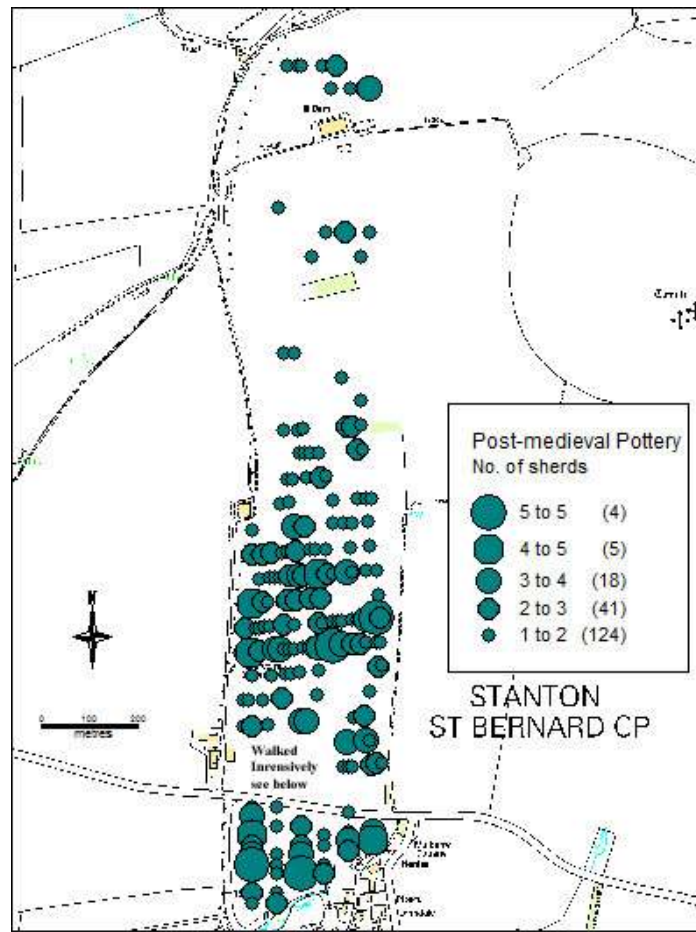 Post-medieval Pottery
No. of sherds
5 to 5 (4)
4 to 5 (5)
3 to 4 (18)
2 to 3 (41)
1 to 2 (124)
N
0 100 200
metres
STANTON
ST BERNARD CP
Walked
Inrensively
see below